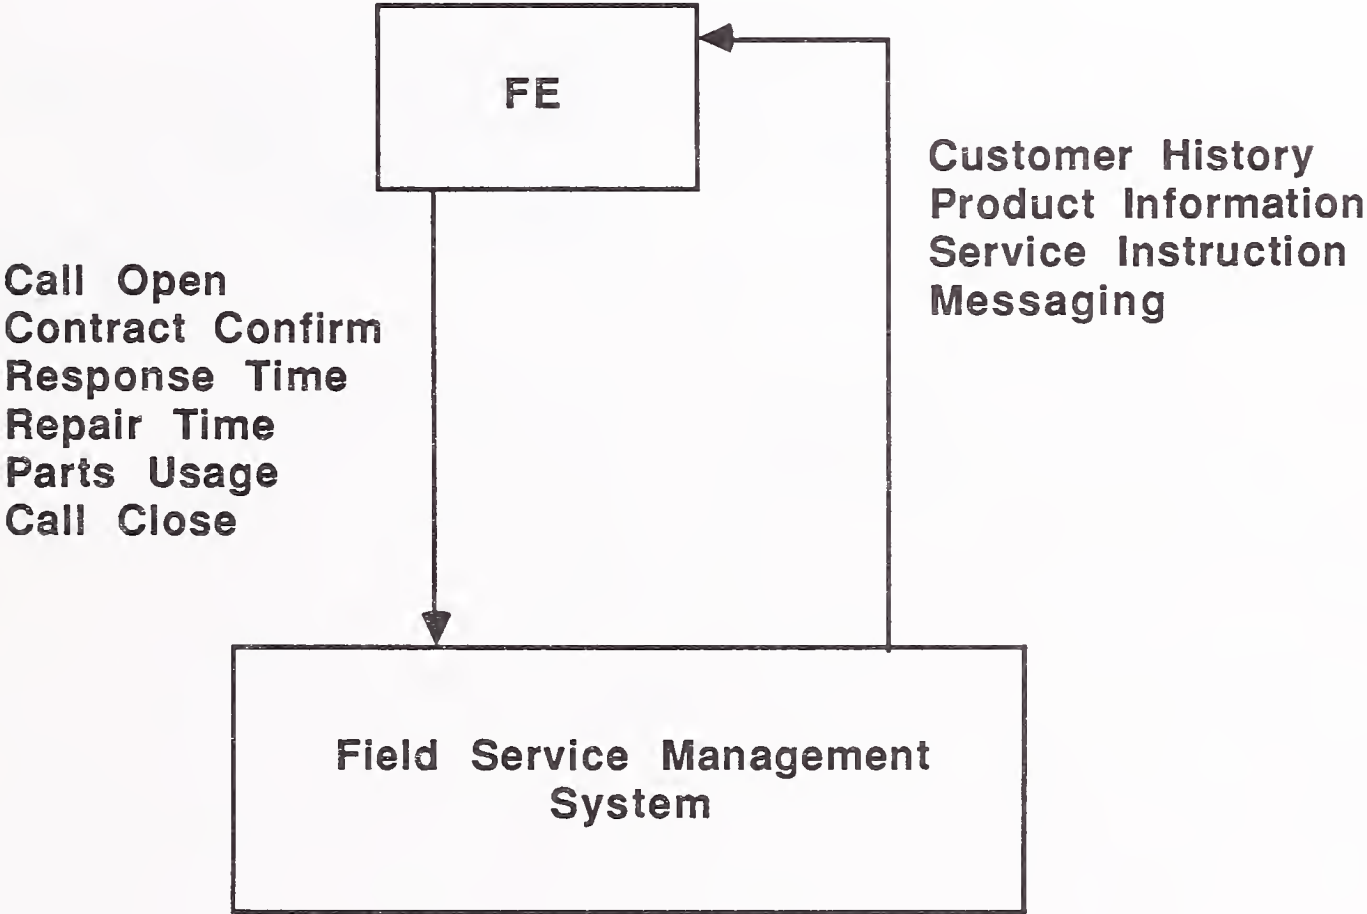 FE
Customer History
Product Information
Service Instruction
Messaging
Call Open
Contract Confirm
Response Time
Repair Time
Parts Usage
Call Close
Field Service Management
System